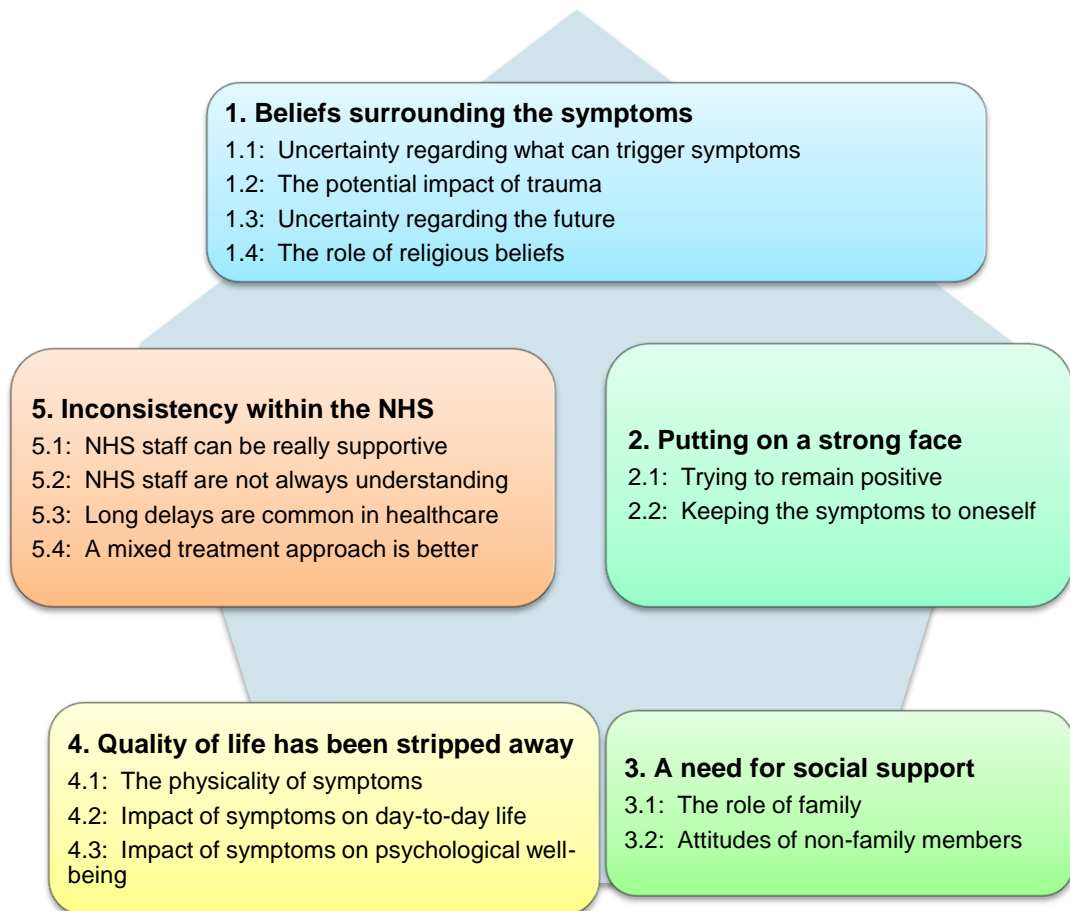 1. Beliefs surrounding the symptoms
1.1: Uncertainty regarding what can trigger symptoms
1.2: The potential impact of trauma
1.3: Uncertainty regarding the future
1.4: The role of religious beliefs
5. Inconsistency within the NHS
5.1: NHS staff can be really supportive
5.2: NHS staff are not always understanding
5.3: Long delays are common in healthcare
5.4: A mixed treatment approach is better
2. Putting on a strong face
2.1: Trying to remain positive
2.2: Keeping the symptoms to oneself
4. Quality of life has been stripped away
4.1: The physicality of symptoms
4.2: Impact of symptoms on day-to-day life
4.3: Impact of symptoms on psychological well-
being
3. A need for social support
3.1: The role of family
3.2: Attitudes of non-family members